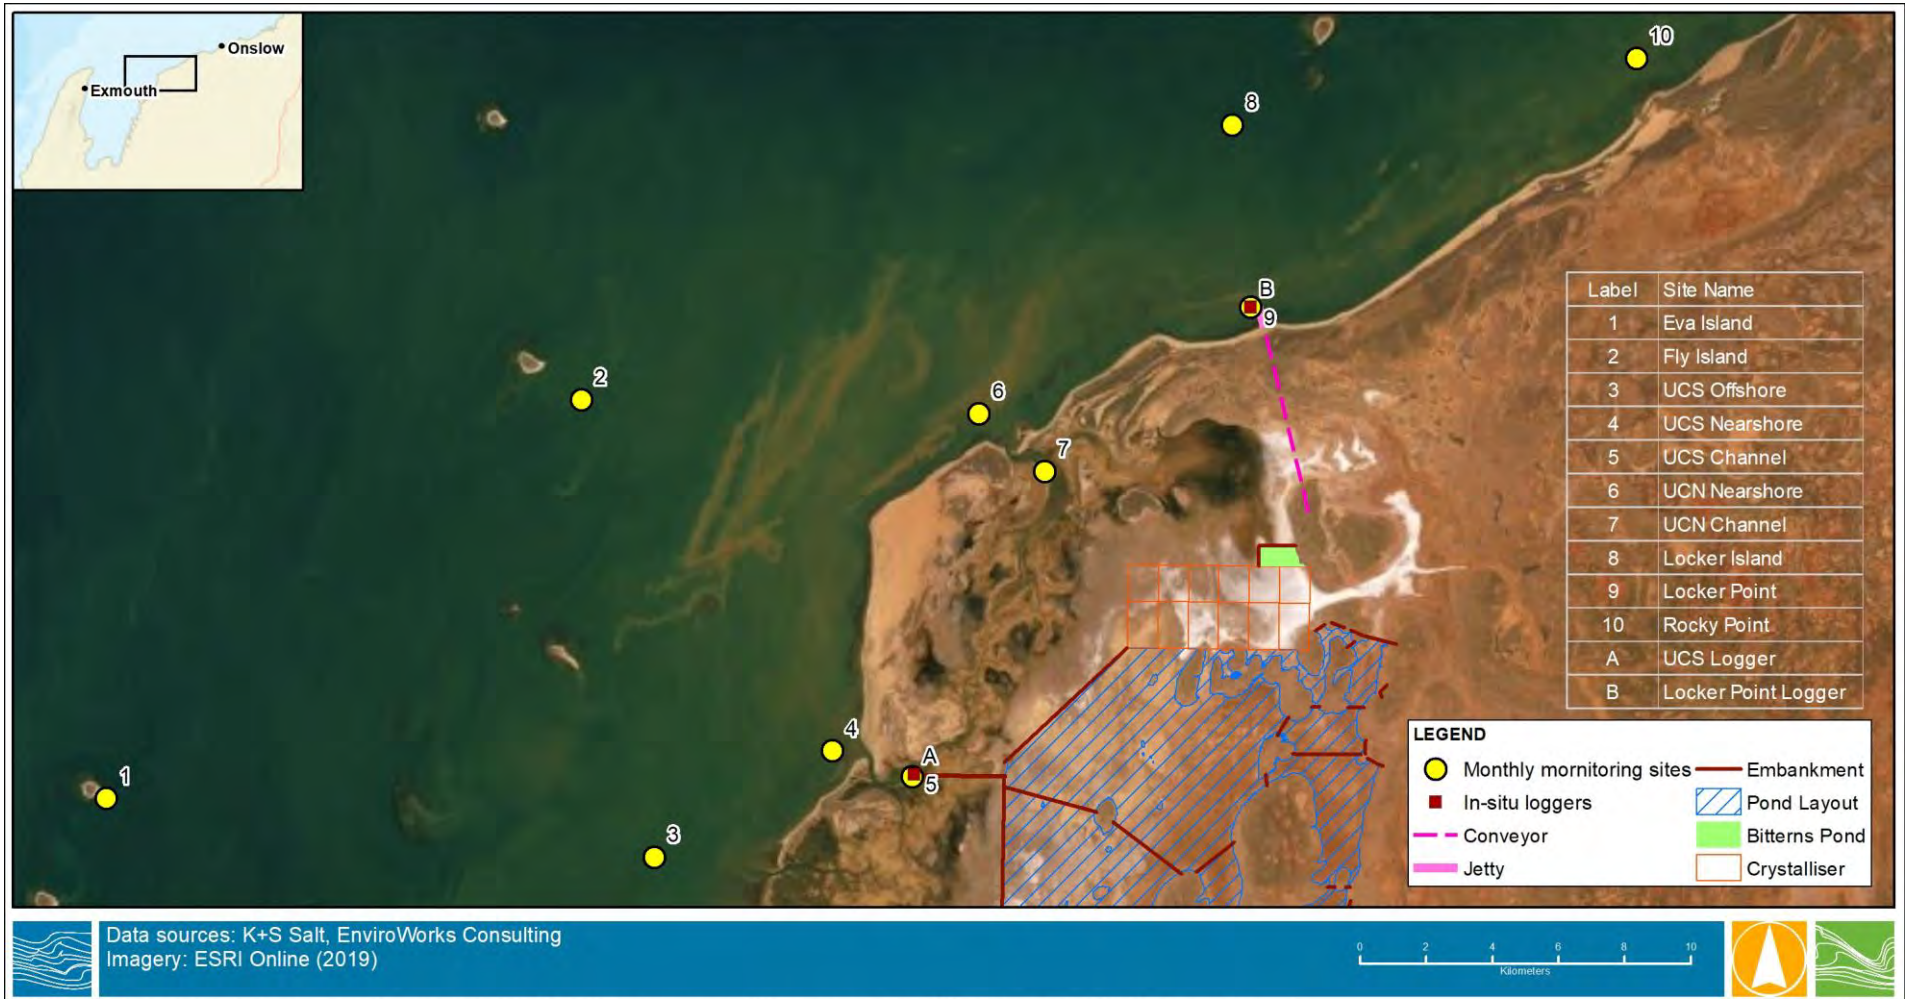 Onslow
Exmouth
10
8
B
9
2
6
7
4
A
5
1
3
Label Site Name
1 Eva Island
2 Fly Island
3 UCS Offshore
4 UCS Nearshore
5 UCS Channel
6 UCN Nearshore
7 UCN Channel
8 Locker Island
9 Locker Point
10 Rocky Point
A UCS Logger
B Locker Point Logger
LEGEND
Monthly mornitoring sites
In-situ loggers
Conveyor
Jetty
Embankment
Pond Layout
Bitterns Pond
Crystalliser
Data sources: K+S Salt, EnviroWorks Consulting
Imagery: ESRI Online (2019)
0 2 4 6 8 10
Kilometers